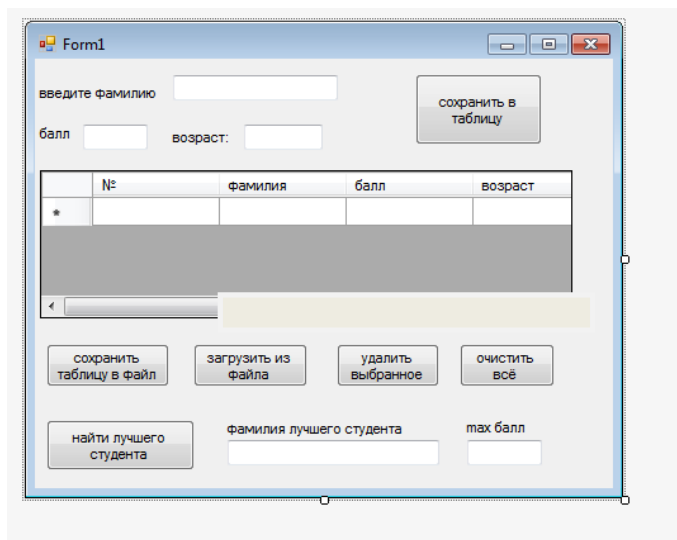 Form1
введите фамилию
сохранить в
таблицу
балл
возраст:
№ фамилия балл возраст
*
сохранить
таблицу в файл
загрузить из
файла
удалить
выбранное
очистить
всё
найти лучшего
студента
фамилия лучшего студента
max балл